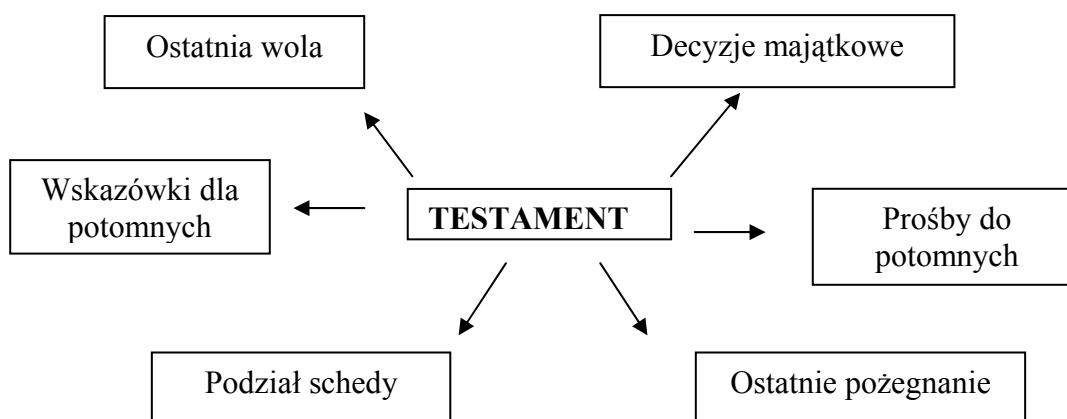 Ostatnia wola
Decyzje majątkowe
Wskazówki dla
potomnych
TESTAMENT
Prośby do
potomnych
Podział schedy
Ostatnie pożegnanie